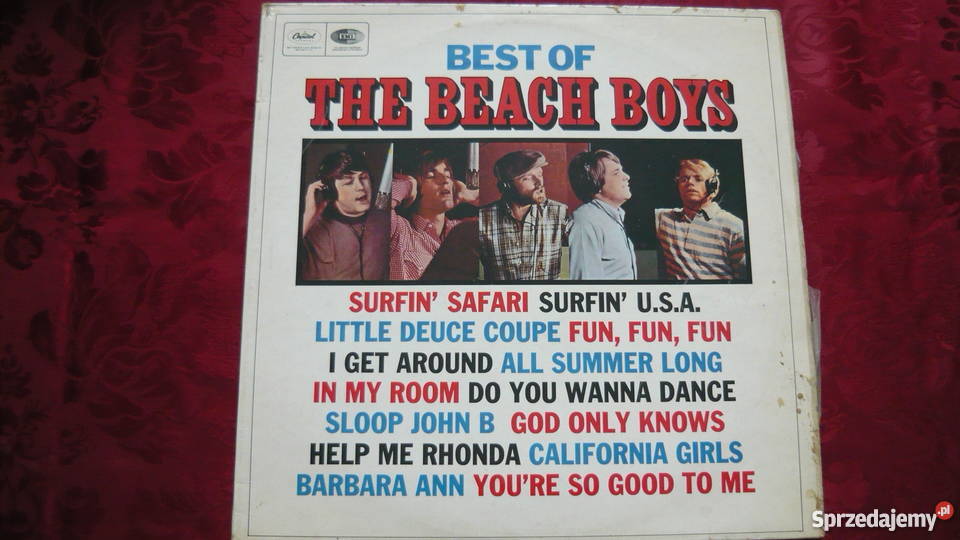 Capitol
EMI
BEST OF
THE BEACH BOYS
SURFIN' SAFARI SURFIN' U.S.A.
LITTLE DEUCE COUPE FUN, FUN, FUN
I GET AROUND ALL SUMMER LONG
IN MY ROOM DO YOU WANNA DANCE
SLOOP JOHN B GOD ONLY KNOWS
HELP ME RHONDA CALIFORNIA GIRLS
BARBARA ANN YOU'RE SO GOOD TO ME
Sprzedajemy.pl